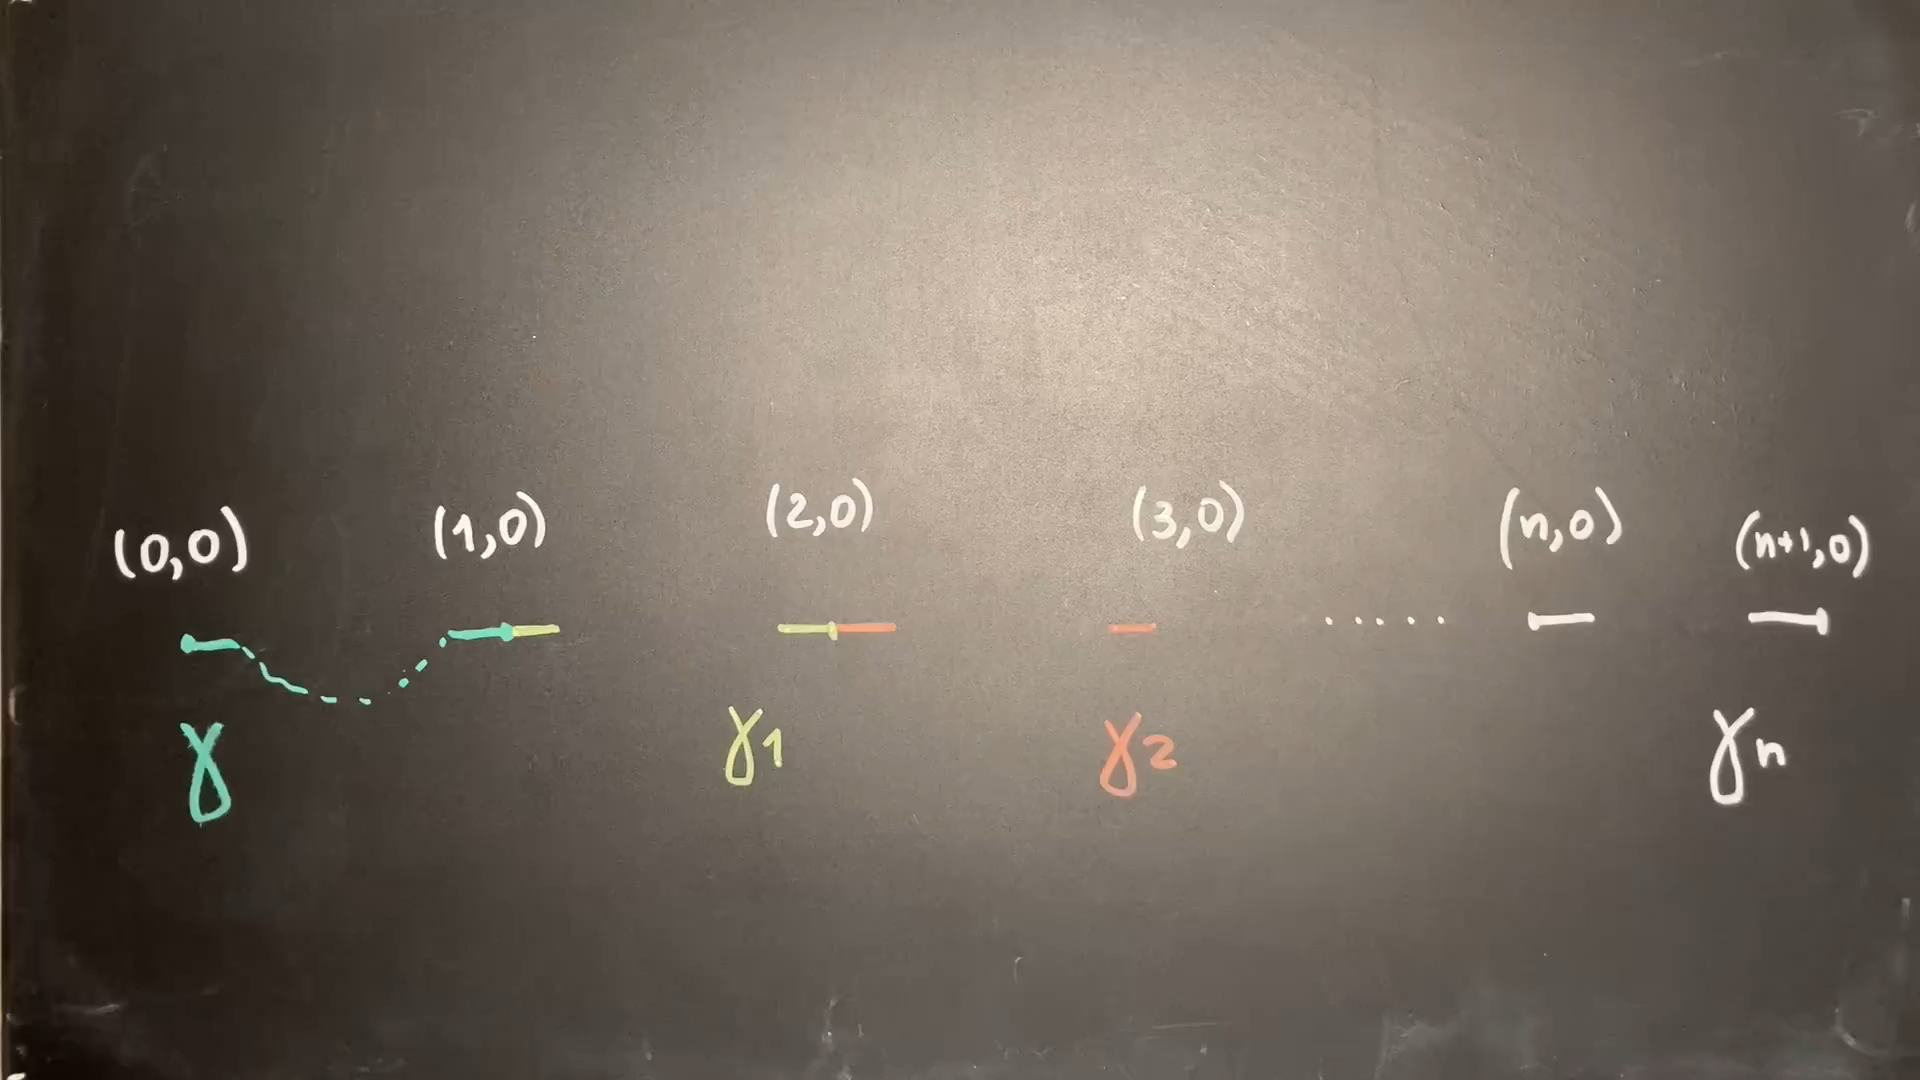 (0,0) (1,0) (2,0) (3,0) ..... (n,0) (n+1,0)
γ γ1 γ2 γn